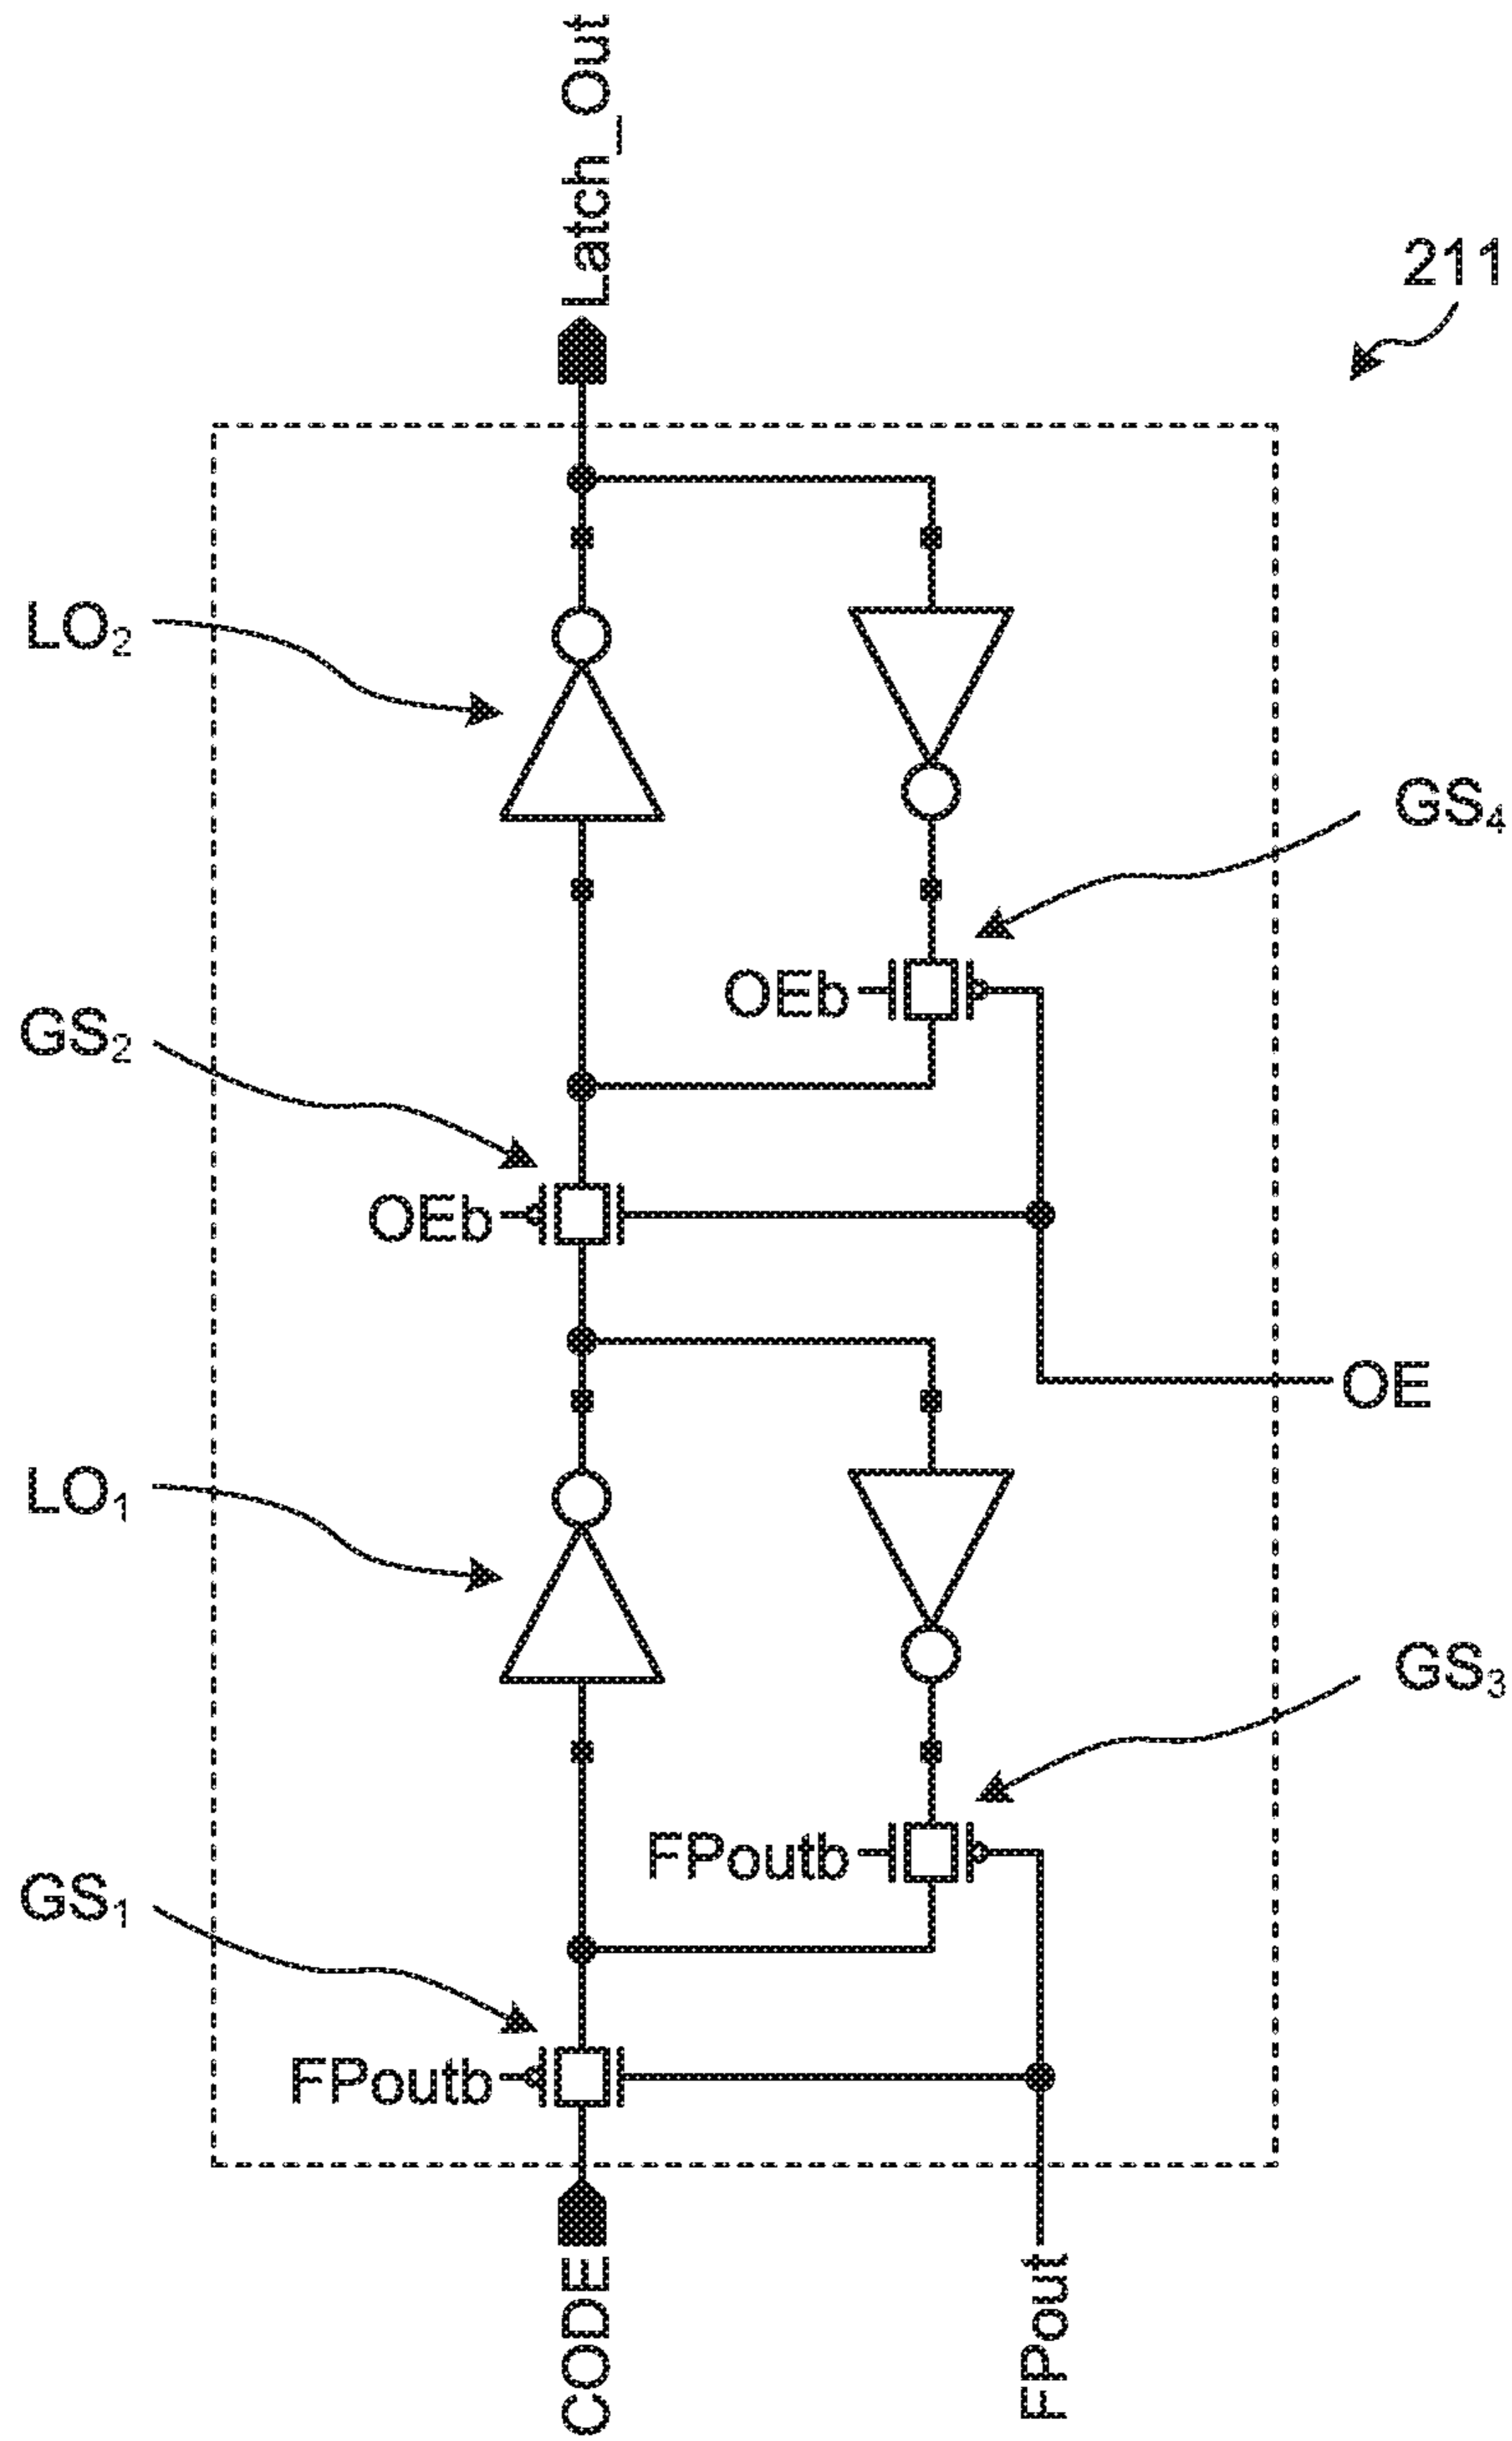 Latch_Out
211
LO₂
GS₄
GS₂
OEb
OEb
OE
LO₁
GS₃
FPoutb
GS₁
FPoutb
CODE
FPout